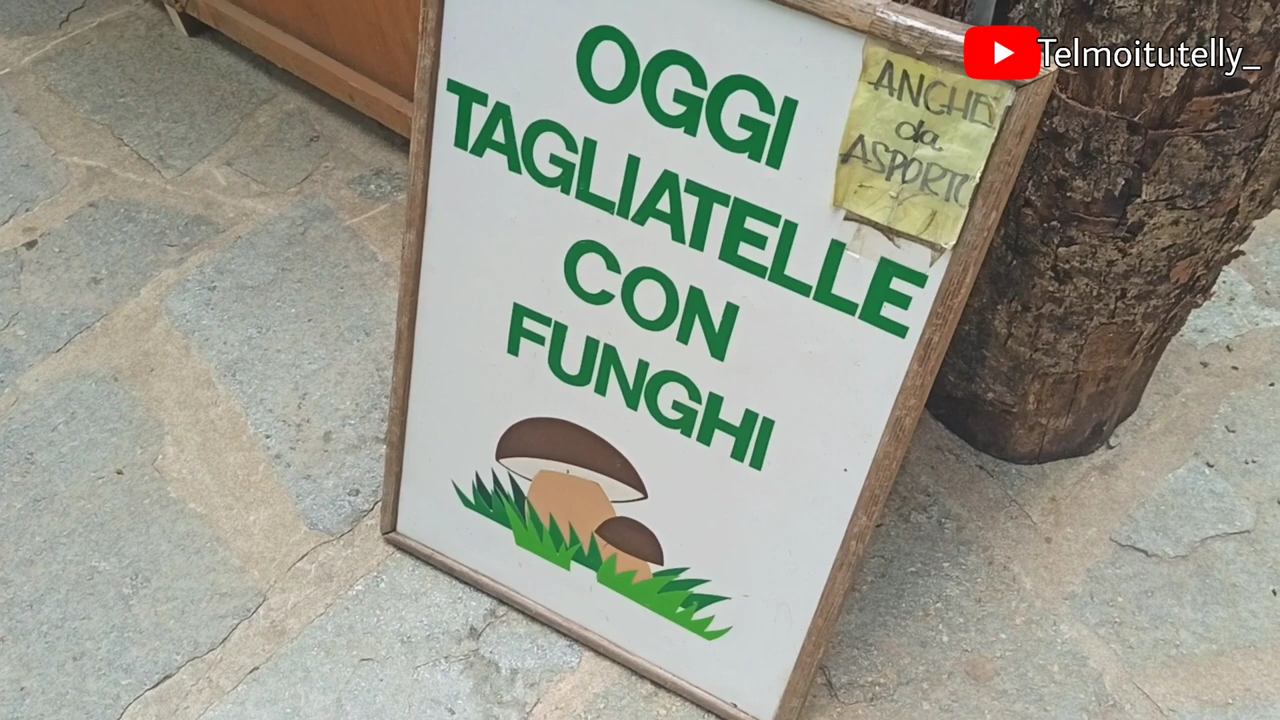 OGGI
TAGLIATELLE
CON
FUNGHI
ANCHE
da
ASPORTO
Telmoitutelly_